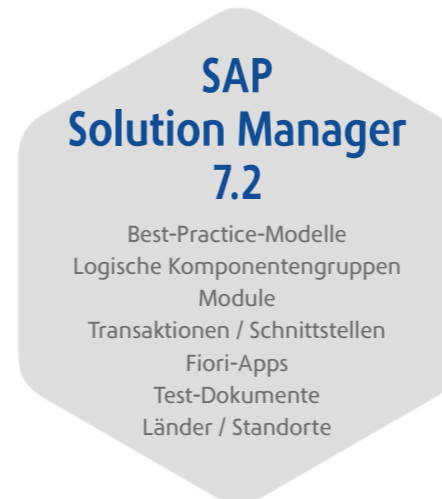 SAP
Solution Manager
7.2
Best-Practice-Modelle
Logische Komponentengruppen
Module
Transaktionen / Schnittstellen
Fiori-Apps
Test-Dokumente
Länder / Standorte